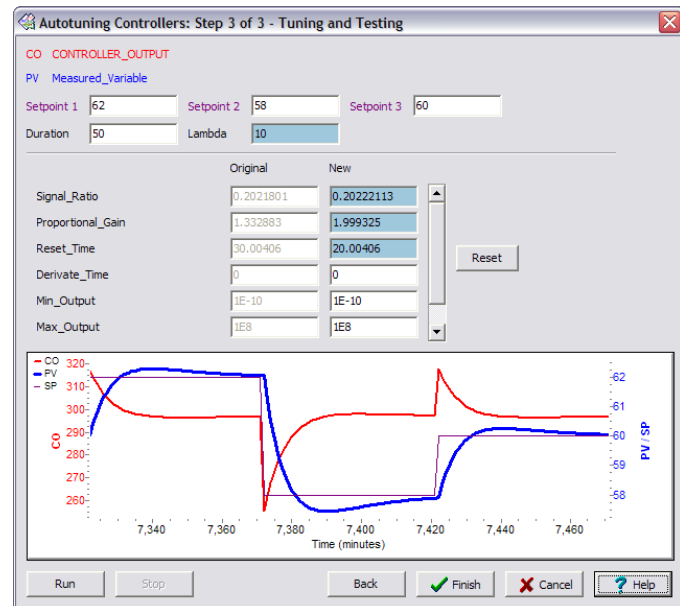 Autotuning Controllers: Step 3 of 3 - Tuning and Testing
CO CONTROLLER_OUTPUT
PV Measured_Variable
Setpoint 1 62 Setpoint 2 58 Setpoint 3 60
Duration 50 Lambda 10
Original New
Signal_Ratio 0.2021801 0.20222113
Proportional_Gain 1.332883 1.999325
Reset_Time 30.00406 20.00406
Reset
Derivate_Time 0 0
Min_Output 1E-10 1E-10
Max_Output 1E8 1E8
CO
PV
SP
CO
320
310
300
290
280
270
260
62
61
60
59
58
PV / SP
7,340 7,360 7,380 7,400 7,420 7,440 7,460
Time (minutes)
Run Stop Back Finish Cancel ? Help